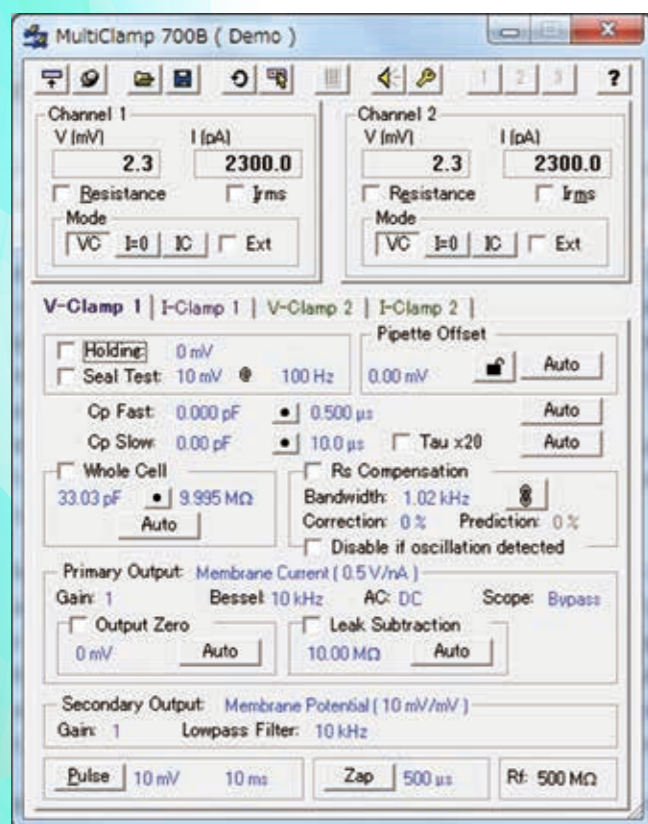 MultiClamp 700B ( Demo )
1 2 3 ?
Channel 1
V (mV) I (pA)
2.3 2300.0
Resistance Irms
Mode
VC I=0 IC Ext
Channel 2
V (mV) I (pA)
2.3 2300.0
Resistance Irms
Mode
VC I=0 IC Ext
V-Clamp 1 | I-Clamp 1 | V-Clamp 2 | I-Clamp 2 |
Holding: 0 mV
Seal Test: 10 mV @ 100 Hz
Pipette Offset
0.00 mV Auto
Cp Fast: 0.000 pF 0.500 μs Auto
Cp Slow: 0.00 pF 10.0 μs Tau x20 Auto
Whole Cell
33.03 pF 9.995 MΩ
Auto
Rs Compensation
Bandwidth: 1.02 kHz
Correction: 0 % Prediction: 0 %
Disable if oscillation detected
Primary Output: Membrane Current ( 0.5 V/nA )
Gain: 1 Bessel: 10 kHz AC: DC Scope: Bypass
Output Zero
0 mV Auto
Leak Subtraction
10.00 MΩ Auto
Secondary Output: Membrane Potential ( 10 mV/mV )
Gain: 1 Lowpass Filter: 10 kHz
Pulse 10 mV 10 ms Zap 500 μs Rf: 500 MΩ